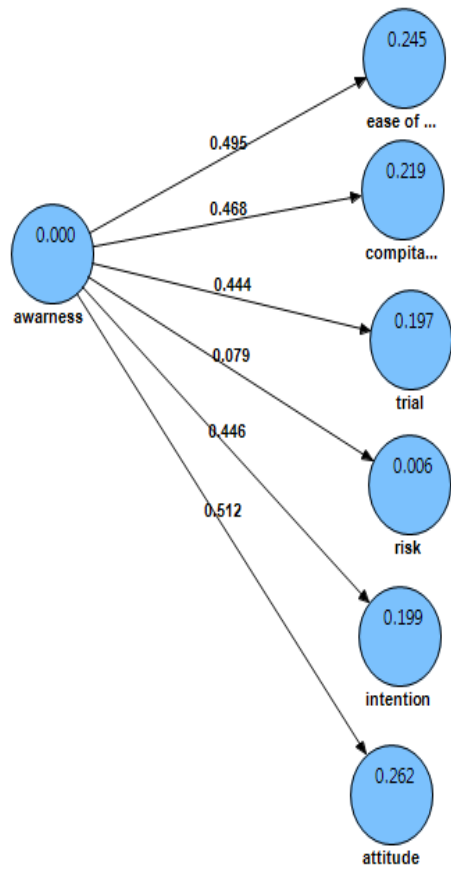 0.245
ease of ...
0.495
0.219
0.468
compita...
0.000
awarness
0.444
0.197
trial
0.079
0.446
0.006
0.512
risk
0.199
intention
0.262
attitude